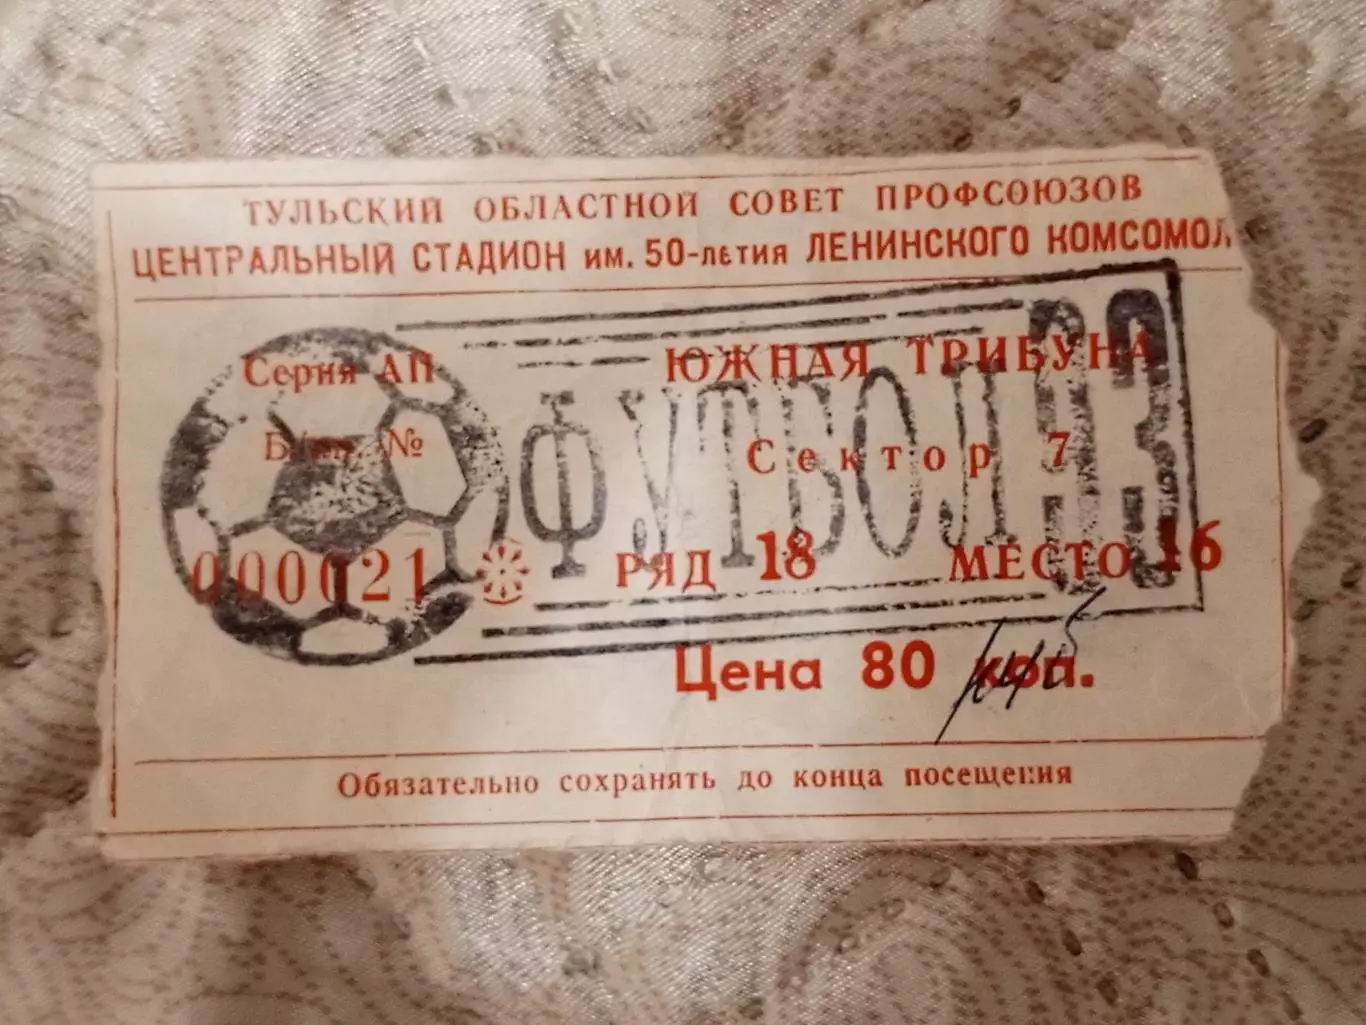 ТУЛЬСКИЙ ОБЛАСТНОЙ СОВЕТ ПРОФСОЮЗОВ
ЦЕНТРАЛЬНЫЙ СТАДИОН им. 50-летия ЛЕНИНСКОГО КОМСОМОЛ
Серия АП
ЮЖНАЯ ТРИБУНА
№
Сектор 7
ФУТБОЛ 93
000021
РЯД 18 МЕСТО 16
Цена 80 коп.
Обязательно сохранять до конца посещения